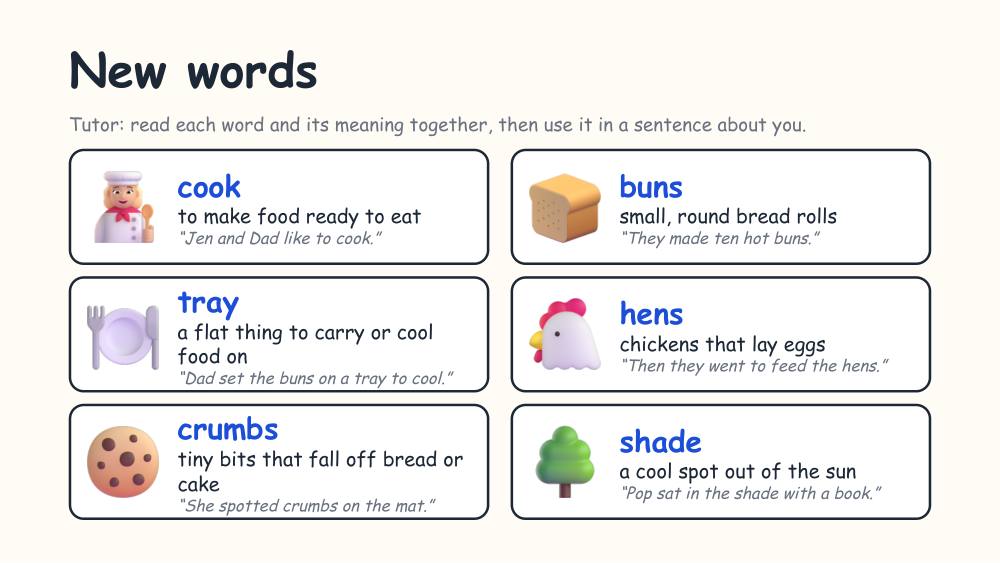 New words
Tutor: read each word and its meaning together, then use it in a sentence about you.
cook
to make food ready to eat
"Jen and Dad like to cook."
buns
small, round bread rolls
"They made ten hot buns."
tray
a flat thing to carry or cool
food on
"Dad set the buns on a tray to cool."
hens
chickens that lay eggs
"Then they went to feed the hens."
crumbs
tiny bits that fall off bread or
cake
"She spotted crumbs on the mat."
shade
a cool spot out of the sun
"Pop sat in the shade with a book."